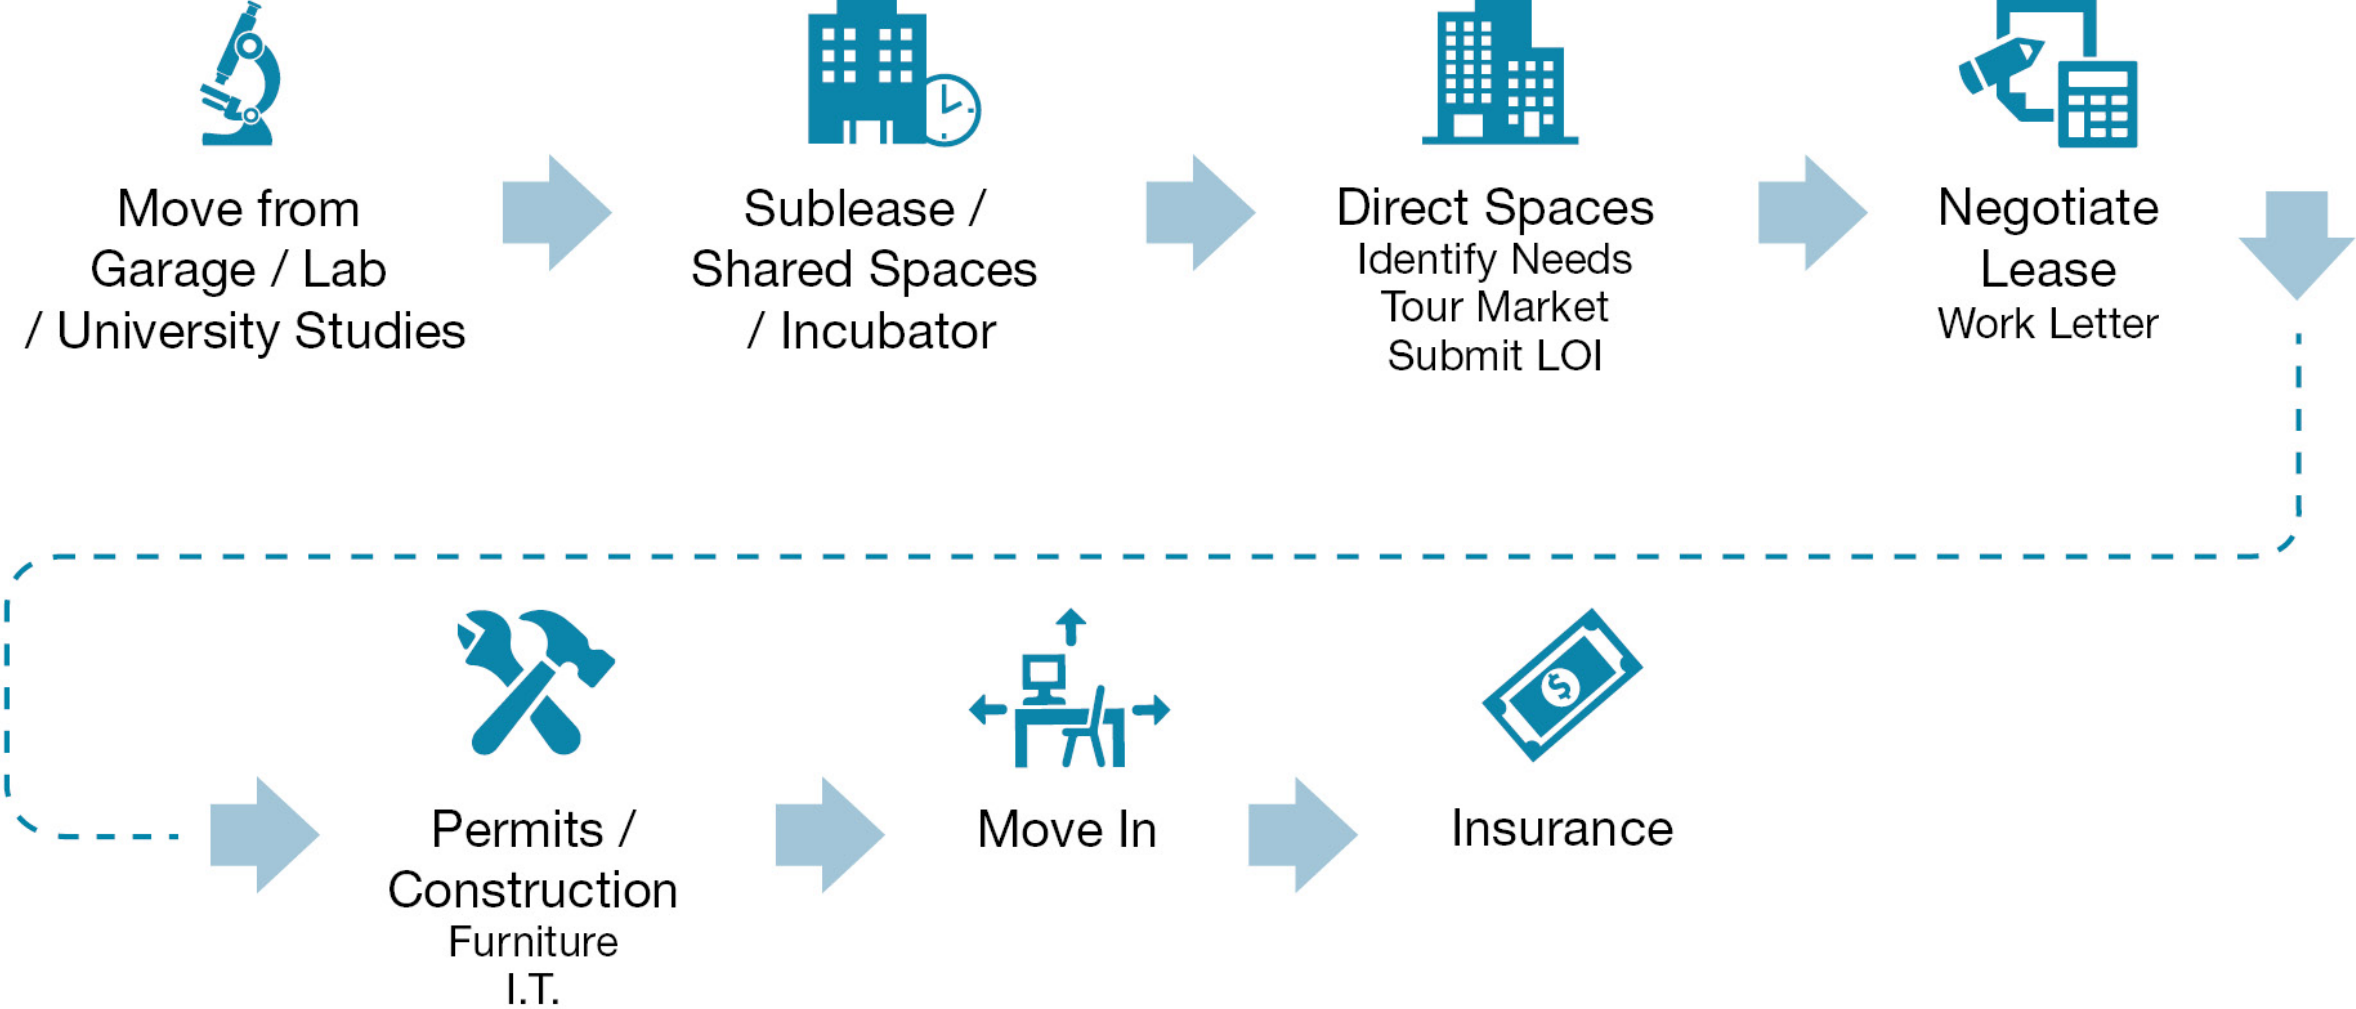 Move from
Garage / Lab
/ University Studies
Sublease /
Shared Spaces
/ Incubator
Direct Spaces
Identify Needs
Tour Market
Submit LOI
Negotiate
Lease
Work Letter
Permits /
Construction
Furniture
I.T.
Move In
$
Insurance